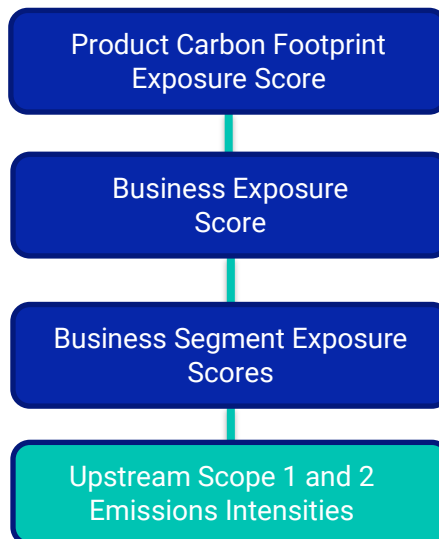 Product Carbon Footprint
Exposure Score
Business Exposure
Score
Business Segment Exposure
Scores
Upstream Scope 1 and 2
Emissions Intensities